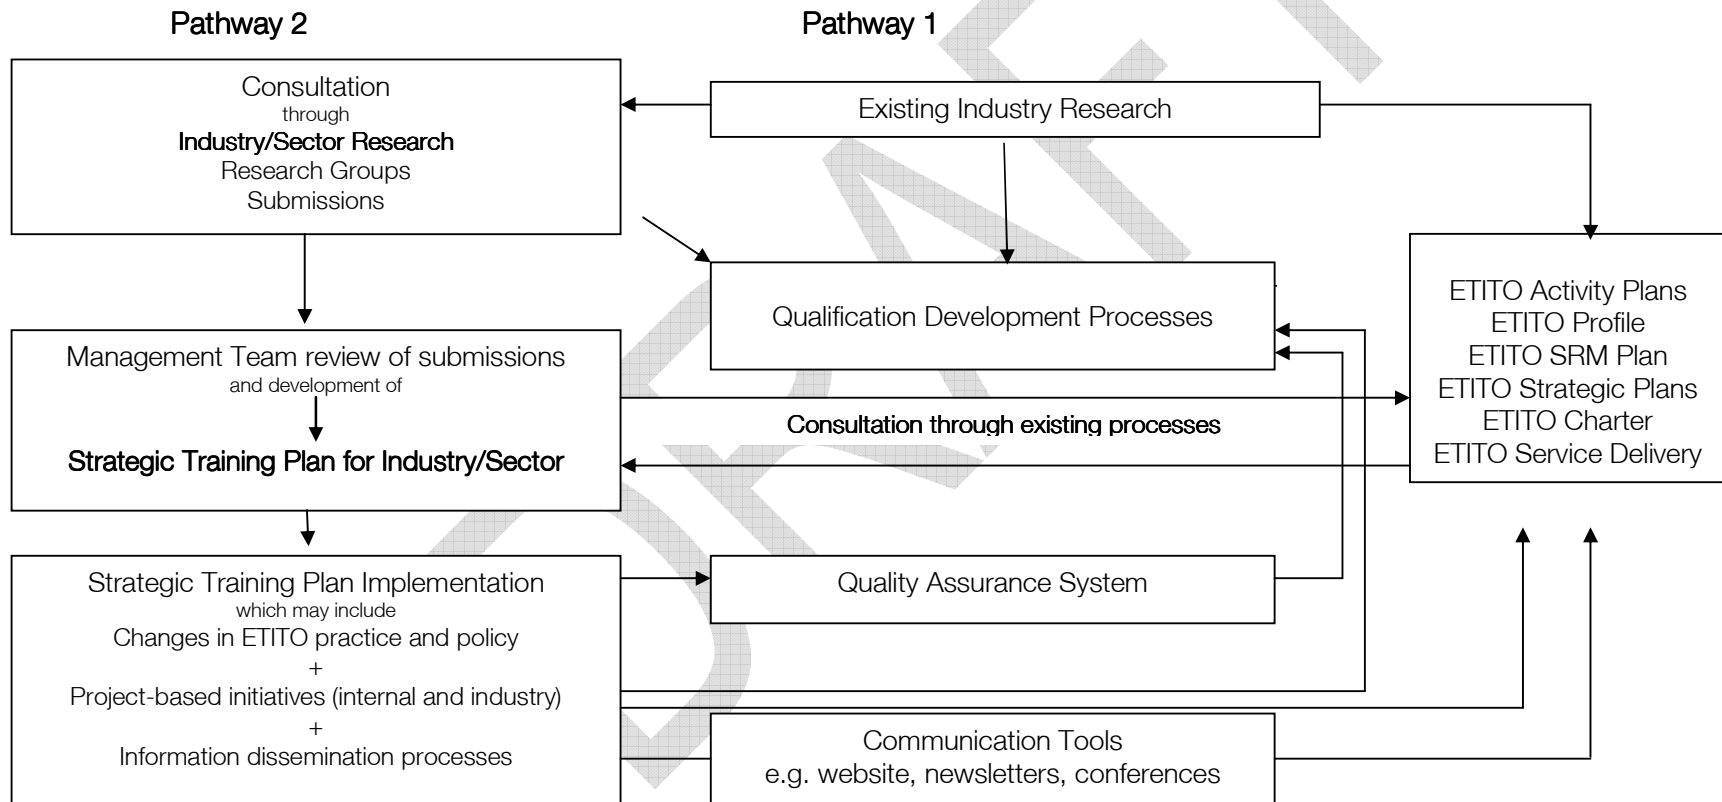 Pathway 2
Pathway 1
Consultation
through
Industry/Sector Research
Research Groups
Submissions
Existing Industry Research
Qualification Development Processes
ETITO Activity Plans
ETITO Profile
ETITO SRM Plan
ETITO Strategic Plans
ETITO Charter
ETITO Service Delivery
Management Team review of submissions
and development of
Strategic Training Plan for Industry/Sector
Consultation through existing processes
Strategic Training Plan Implementation
which may include
Changes in ETITO practice and policy
+
Project-based initiatives (internal and industry)
+
Information dissemination processes
Quality Assurance System
Communication Tools
e.g. website, newsletters, conferences
DRAFT